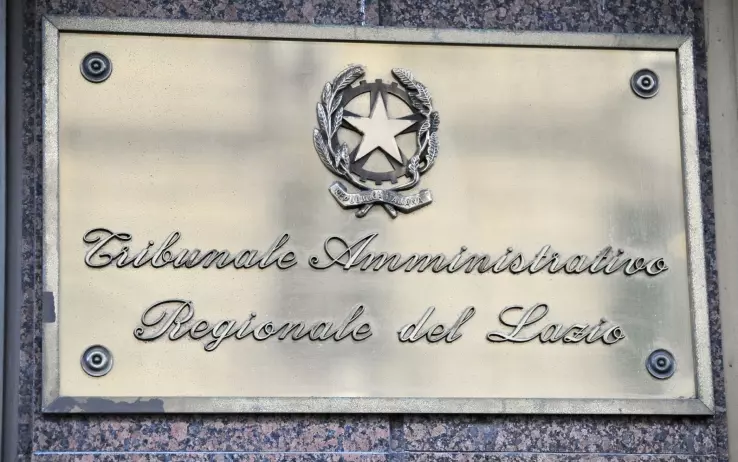 Tribunale Amministrativo
Regionale del Lazio